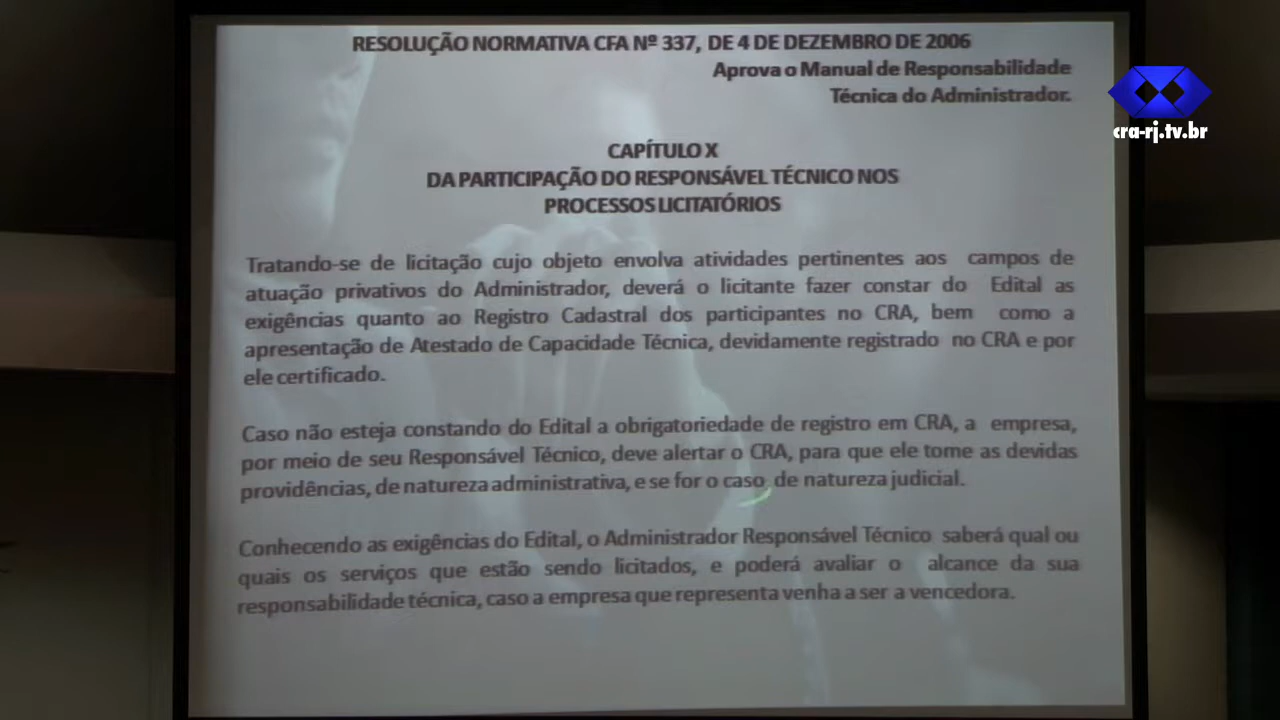 RESOLUÇÃO NORMATIVA CFA Nº 337, DE 4 DE DEZEMBRO DE 2006
Aprova o Manual de Responsabilidade
Técnica do Administrador.
cra-rj.tv.br
CAPÍTULO X
DA PARTICIPAÇÃO DO RESPONSÁVEL TÉCNICO NOS
PROCESSOS LICITATÓRIOS
Tratando-se de licitação cujo objeto envolva atividades pertinentes aos campos de
atuação privativos do Administrador, deverá o licitante fazer constar do Edital as
exigências quanto ao Registro Cadastral dos participantes no CRA, bem como a
apresentação de Atestado de Capacidade Técnica, devidamente registrado no CRA e por
ele certificado.
Caso não esteja constando do Edital a obrigatoriedade de registro em CRA, a empresa,
por meio de seu Responsável Técnico, deve alertar o CRA, para que ele tome as devidas
providências, de natureza administrativa, e se for o caso, de natureza judicial.
Conhecendo as exigências do Edital, o Administrador Responsável Técnico saberá qual ou
quais os serviços que estão sendo licitados, e poderá avaliar o alcance da sua
responsabilidade técnica, caso a empresa que representa venha a ser a vencedora.